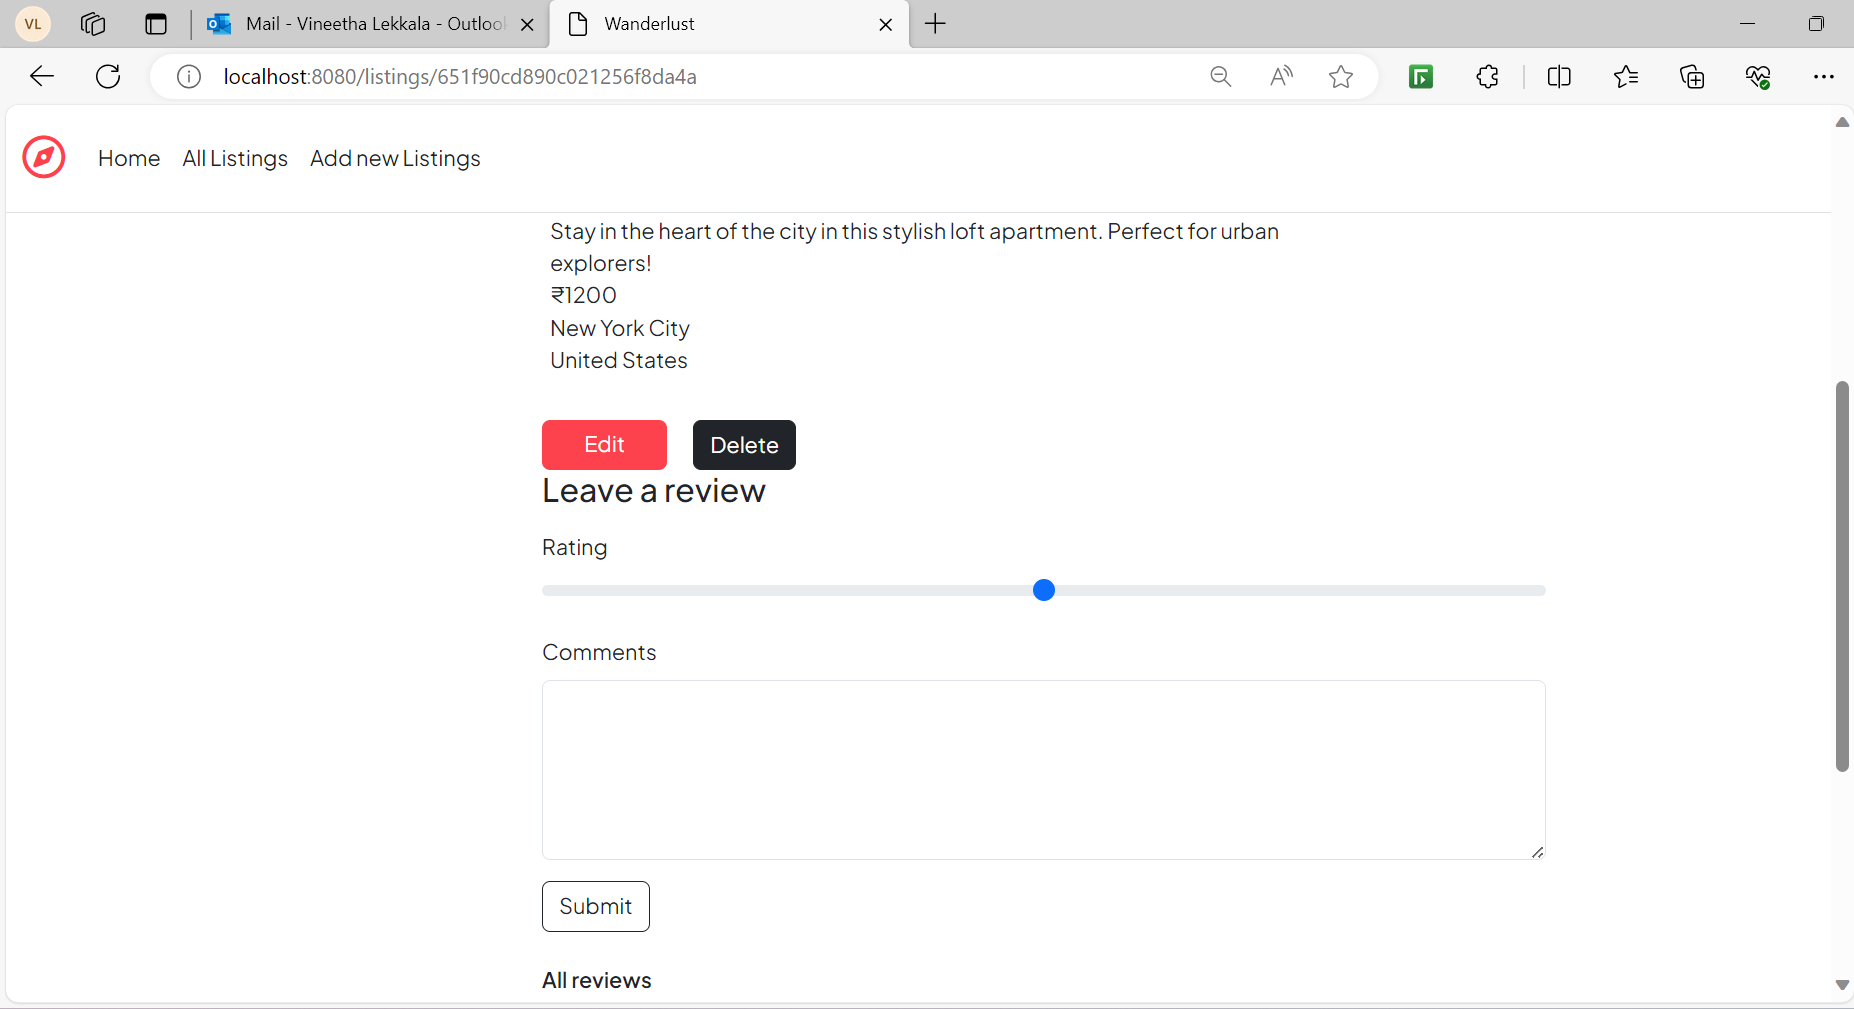 VL
Mail - Vineetha Lekkala - Outloo
Wanderlust
localhost:8080/listings/651f90cd890c021256f8da4a
Home All Listings Add new Listings
Stay in the heart of the city in this stylish loft apartment. Perfect for urban
explorers!
₹1200
New York City
United States
Edit Delete
Leave a review
Rating
Comments
Submit
All reviews